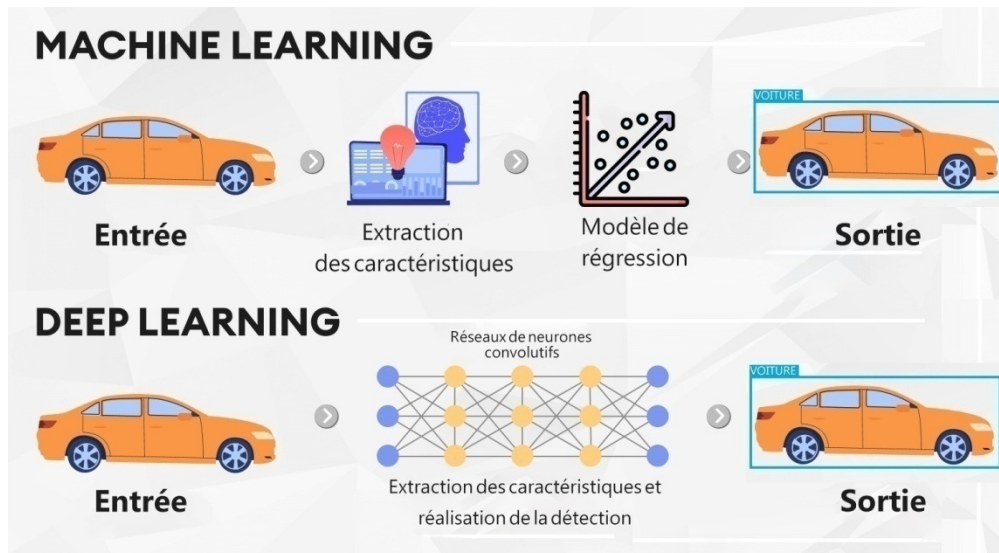 MACHINE LEARNING
VOITURE
Entrée
Extraction
des caractéristiques
Modèle de
régression
Sortie
DEEP LEARNING
Réseaux de neurones
convolutifs
VOITURE
Entrée
Extraction des caractéristiques et
réalisation de la détection
Sortie